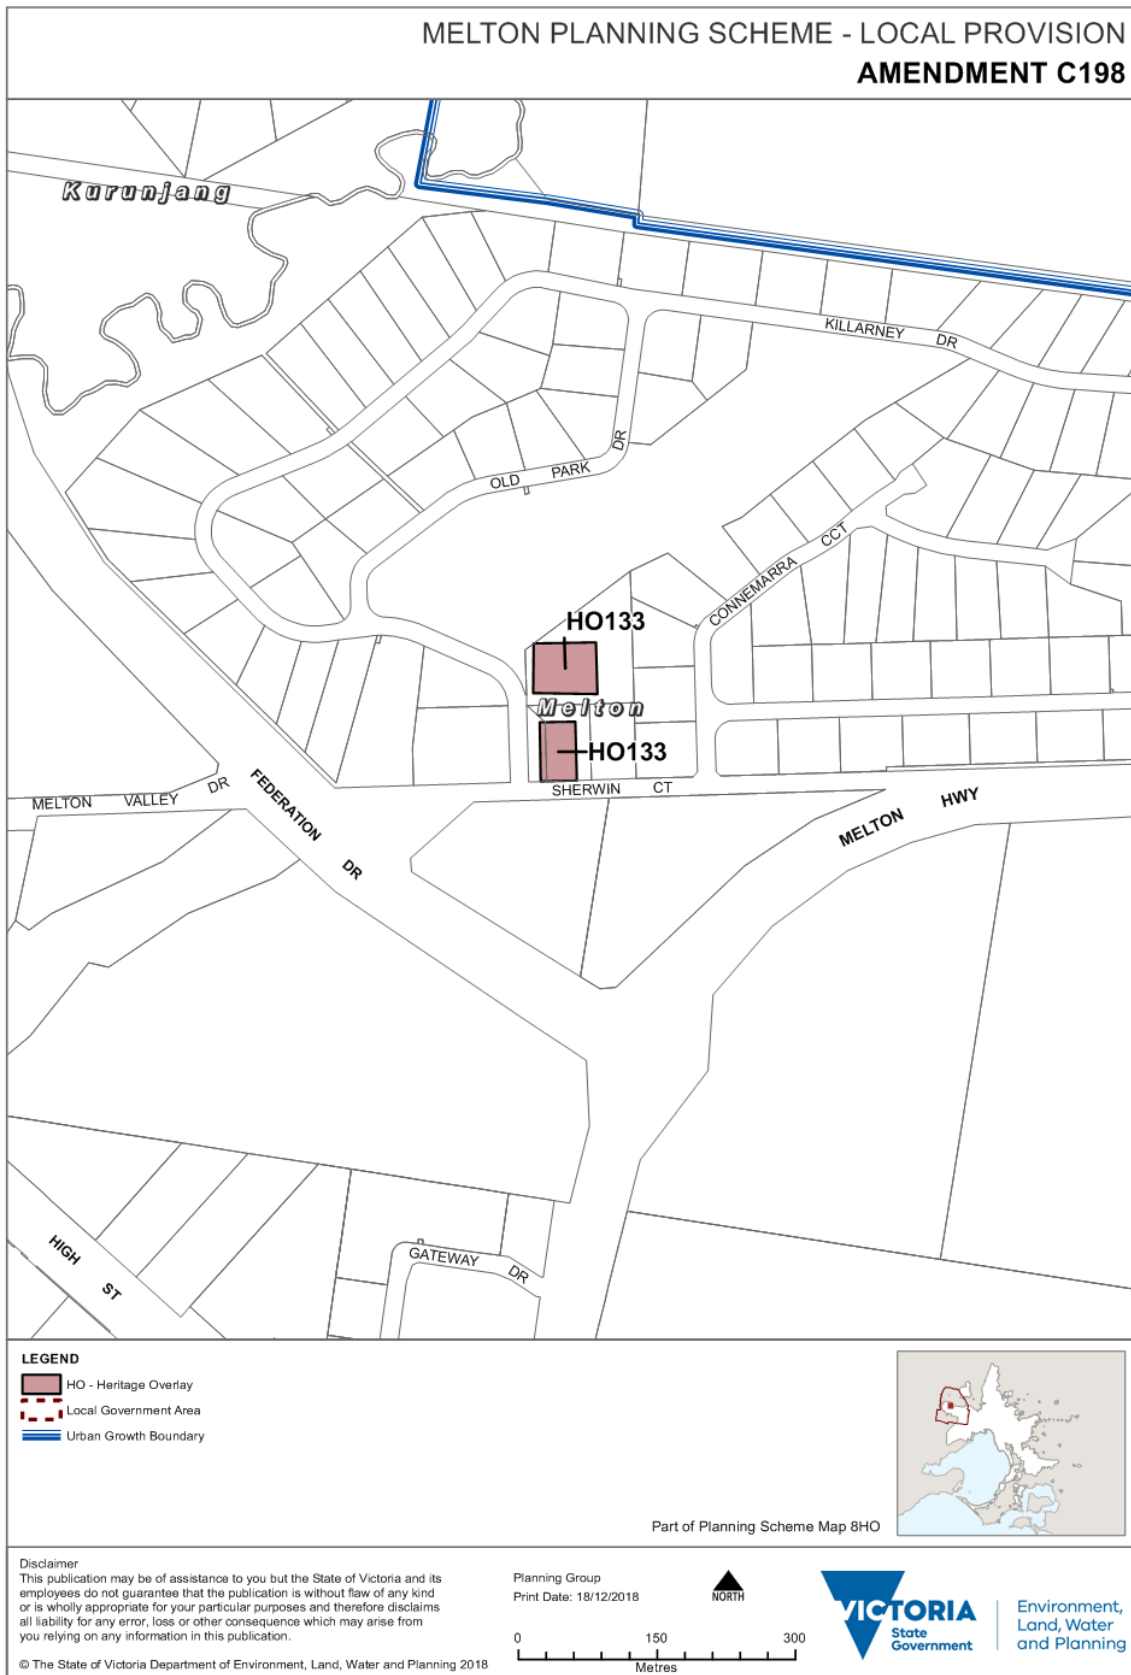 MELTON PLANNING SCHEME - LOCAL PROVISION
AMENDMENT C198
Kurunjang
KILLARNEY DR
OLD PARK DR
CONNEMARRA CCT
HO133
Melton
HO133
SHERWIN CT
MELTON VALLEY DR
FEDERATION DR
MELTON HWY
HIGH ST
GATEWAY DR
LEGEND
HO - Heritage Overlay
Local Government Area
Urban Growth Boundary
Part of Planning Scheme Map 8HO
Disclaimer
This publication may be of assistance to you but the State of Victoria and its
employees do not guarantee that the publication is without flaw of any kind
or is wholly appropriate for your particular purposes and therefore disclaims
all liability for any error, loss or other consequence which may arise from
you relying on any information in this publication.
© The State of Victoria Department of Environment, Land, Water and Planning 2018
Planning Group
Print Date: 18/12/2018
NORTH
0 150 300
Metres
VICTORIA
State
Government
Environment,
Land, Water
and Planning